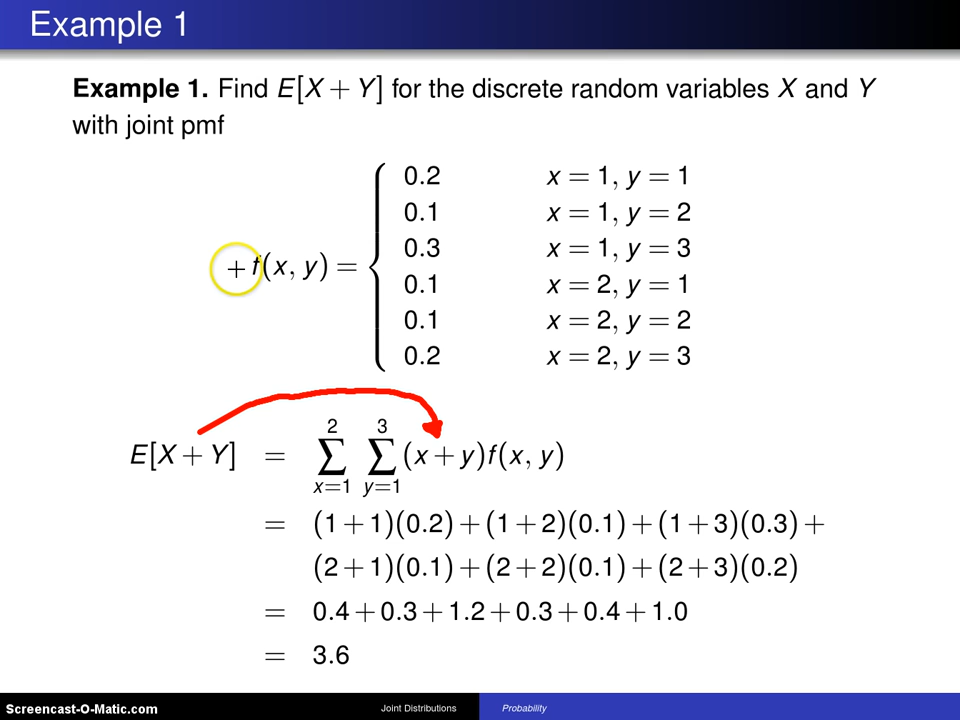 Example 1
Example 1. Find E[X + Y] for the discrete random variables X and Y
with joint pmf
0.2 x = 1, y = 1
0.1 x = 1, y = 2
0.3 x = 1, y = 3
+ f(x, y) =
0.1 x = 2, y = 1
0.1 x = 2, y = 2
0.2 x = 2, y = 3
2 3
E[X + Y] = ∑ ∑ (x + y)f(x, y)
x=1 y=1
= (1 + 1)(0.2) + (1 + 2)(0.1) + (1 + 3)(0.3) +
(2 + 1)(0.1) + (2 + 2)(0.1) + (2 + 3)(0.2)
= 0.4 + 0.3 + 1.2 + 0.3 + 0.4 + 1.0
= 3.6
Screencast-O-Matic.com Joint Distributions Probability